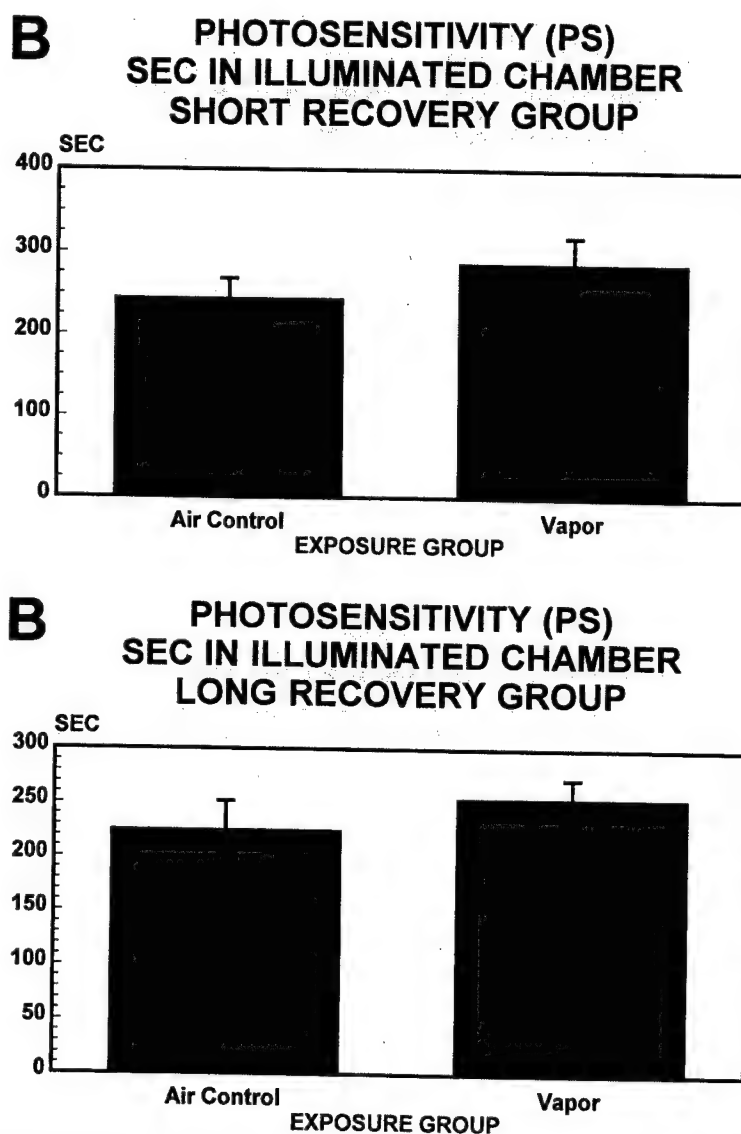 B
PHOTOSENSITIVITY (PS)
SEC IN ILLUMINATED CHAMBER
SHORT RECOVERY GROUP
SEC
400
300
200
100
0
Air Control
Vapor
EXPOSURE GROUP
B
PHOTOSENSITIVITY (PS)
SEC IN ILLUMINATED CHAMBER
LONG RECOVERY GROUP
SEC
300
250
200
150
100
50
0
Air Control
Vapor
EXPOSURE GROUP